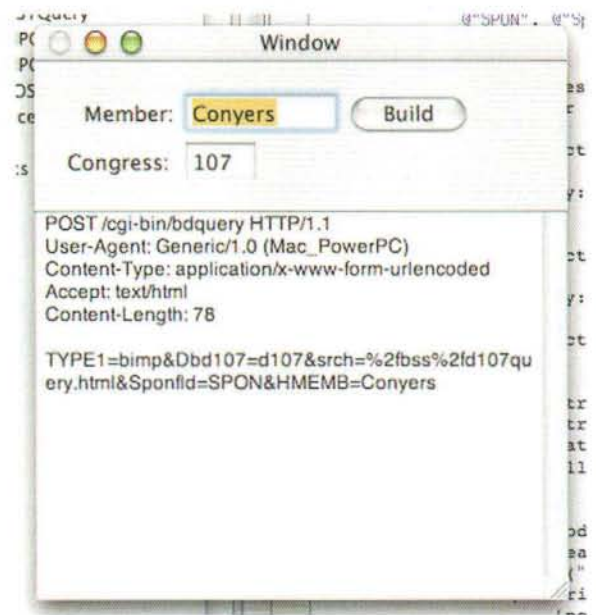 Window
Member: Conyers Build
Congress: 107
POST /cgi-bin/bdquery HTTP/1.1
User-Agent: Generic/1.0 (Mac_PowerPC)
Content-Type: application/x-www-form-urlencoded
Accept: text/html
Content-Length: 78
TYPE1=bimp&Dbd107=d107&srch=%2fbss%2fd107qu
ery.html&Sponfld=SPON&HMEMB=Conyers